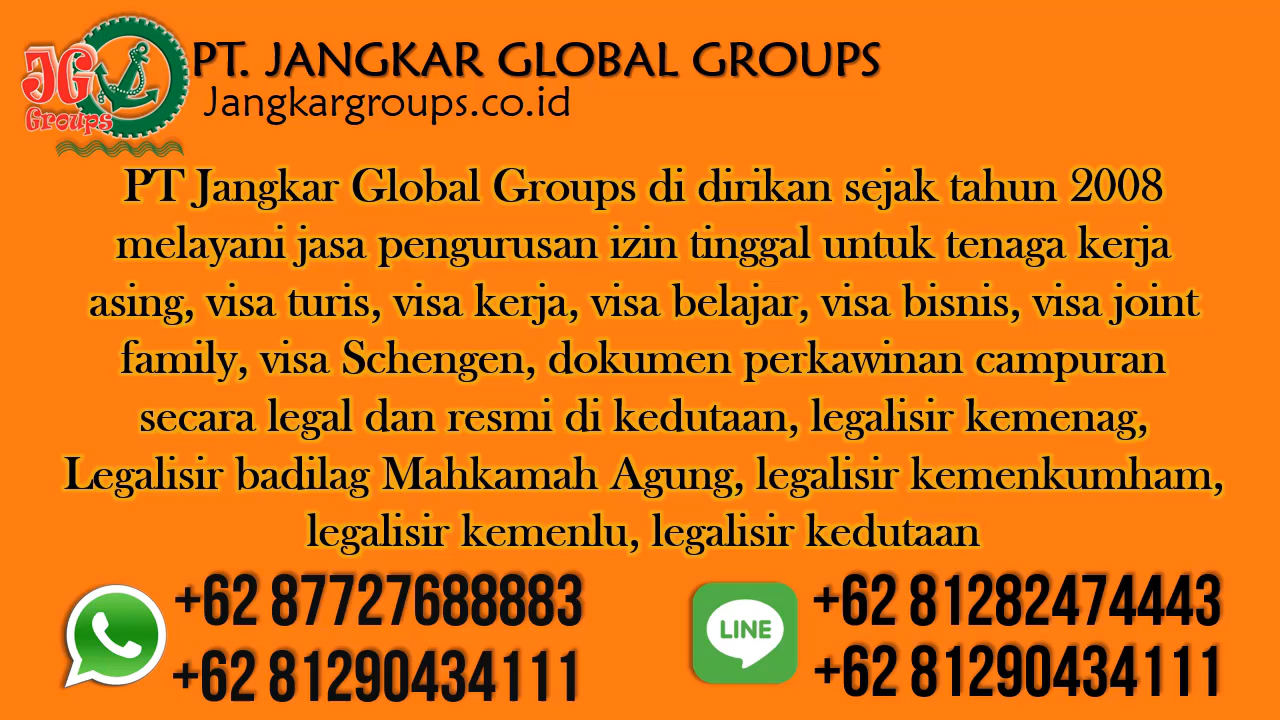 JG
Groups
PT. JANGKAR GLOBAL GROUPS
Jangkargroups.co.id
PT Jangkar Global Groups di dirikan sejak tahun 2008
melayani jasa pengurusan izin tinggal untuk tenaga kerja
asing, visa turis, visa kerja, visa belajar, visa bisnis, visa joint
family, visa Schengen, dokumen perkawinan campuran
secara legal dan resmi di kedutaan, legalisir kemenag,
Legalisir badilag Mahkamah Agung, legalisir kemenkumham,
legalisir kemenlu, legalisir kedutaan
+62 87727688883
+62 81290434111
LINE
+62 81282474443
+62 81290434111